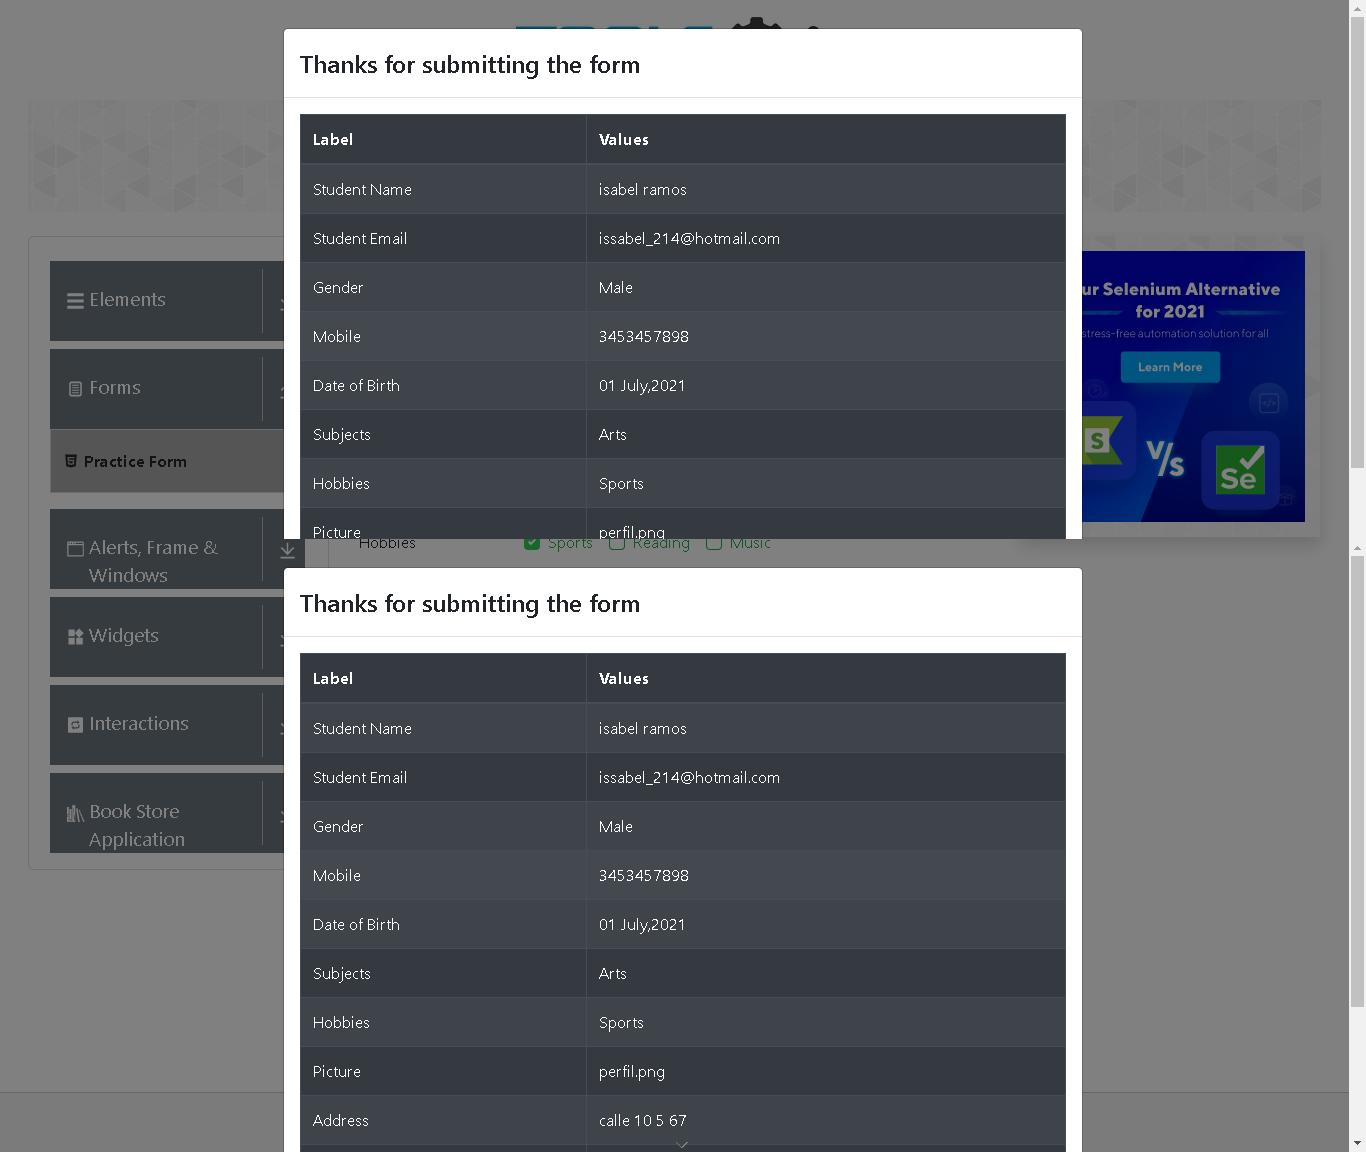 Thanks for submitting the form
Label Values
Student Name isabel ramos
Student Email issabel_214@hotmail.com
Gender Male
Mobile 3453457898
Date of Birth 01 July,2021
Subjects Arts
Hobbies Sports
Picture perfil.png
Elements
Forms
Practice Form
Alerts, Frame &
Windows
Widgets
Interactions
Book Store
Application
ur Selenium Alternative
for 2021
stress-free automation solution for all
Learn More
S
V/s
Se
Hobbies Sports Reading Music
Thanks for submitting the form
Label Values
Student Name isabel ramos
Student Email issabel_214@hotmail.com
Gender Male
Mobile 3453457898
Date of Birth 01 July,2021
Subjects Arts
Hobbies Sports
Picture perfil.png
Address calle 10 5 67